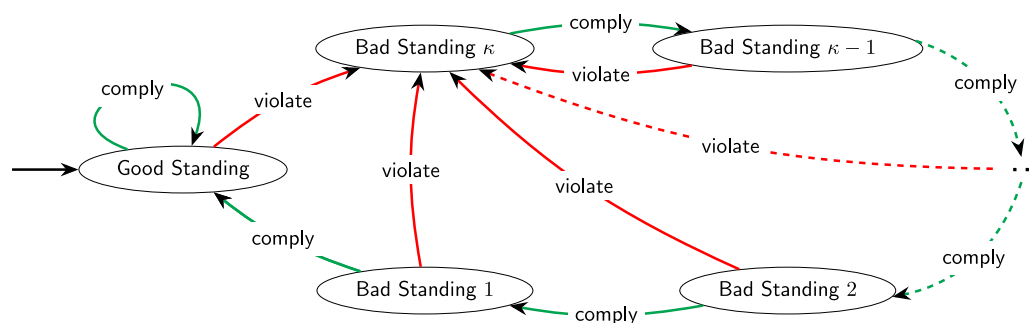 comply
Bad Standing κ
Bad Standing κ − 1
violate
comply
comply
violate
violate
Good Standing
violate
violate
comply
comply
Bad Standing 1
Bad Standing 2
comply